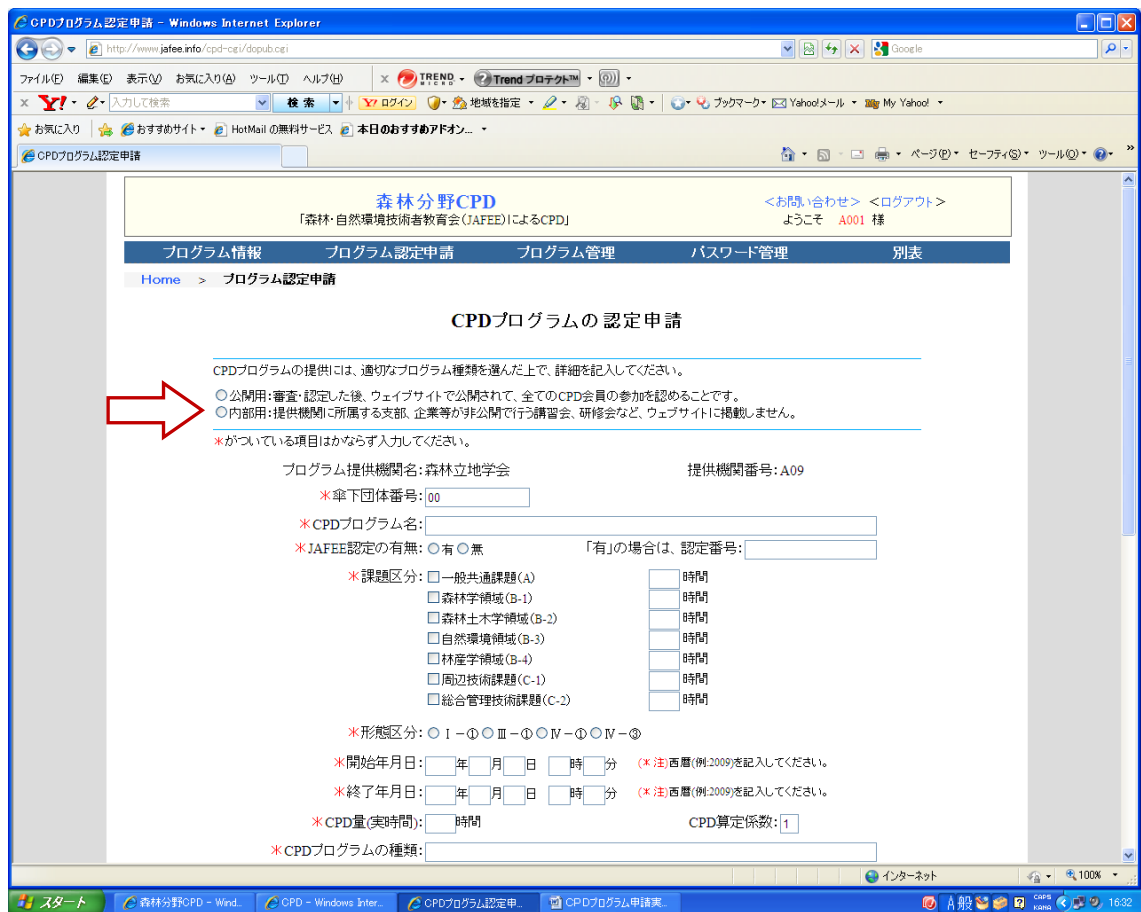 CPDプログラム認定申請 - Windows Internet Explorer
http://www.jafee.info/cpd-cgi/dopub.cgi
Google
ファイル(F) 編集(E) 表示(V) お気に入り(A) ツール(T) ヘルプ(H) × TREND MICRO Trend プロテクト™
× Y! 入力して検索 検索 Y! ログイン 地域を指定 ブックマーク Yahoo!メール My Yahoo!
お気に入り おすすめサイト HotMail の無料サービス 本日のおすすめアドオン...
CPDプログラム認定申請 ページ(P) セーフティ(S) ツール(O) »
森林分野CPD <お問い合わせ> <ログアウト>
「森林・自然環境技術者教育会(JAFEE)によるCPD」 ようこそ A001 様
プログラム情報 プログラム認定申請 プログラム管理 パスワード管理 別表
Home > プログラム認定申請
CPDプログラムの認定申請
CPDプログラムの提供には、適切なプログラム種類を選んだ上で、詳細を記入してください。
公開用:審査・認定した後、ウェイブサイトで公開されて、全てのCPD会員の参加を認めることです。
内部用:提供機関に所属する支部、企業等が非公開で行う講習会、研修会など、ウェブサイトに掲載しません。
*がついている項目はかならず入力してください。
プログラム提供機関名:森林立地学会 提供機関番号:A09
*傘下団体番号: 00
*CPDプログラム名:
*JAFEE認定の有無: 有 無 「有」の場合は、認定番号:
*課題区分: 一般共通課題(A) 時間
森林学領域(B-1) 時間
森林土木学領域(B-2) 時間
自然環境領域(B-3) 時間
林産学領域(B-4) 時間
周辺技術課題(C-1) 時間
総合管理技術課題(C-2) 時間
*形態区分: Ⅰ-① Ⅲ-① Ⅳ-① Ⅳ-③
*開始年月日: 年 月 日 時 分 (*注)西暦(例:2009)を記入してください。
*終了年月日: 年 月 日 時 分 (*注)西暦(例:2009)を記入してください。
*CPD量(実時間): 時間 CPD算定係数: 1
*CPDプログラムの種類:
インターネット 100%
スタート 森林分野CPD - Wind... CPD - Windows Inter... CPDプログラム認定申... CPDプログラム申請実... A 般 CAPS KANA 16:32